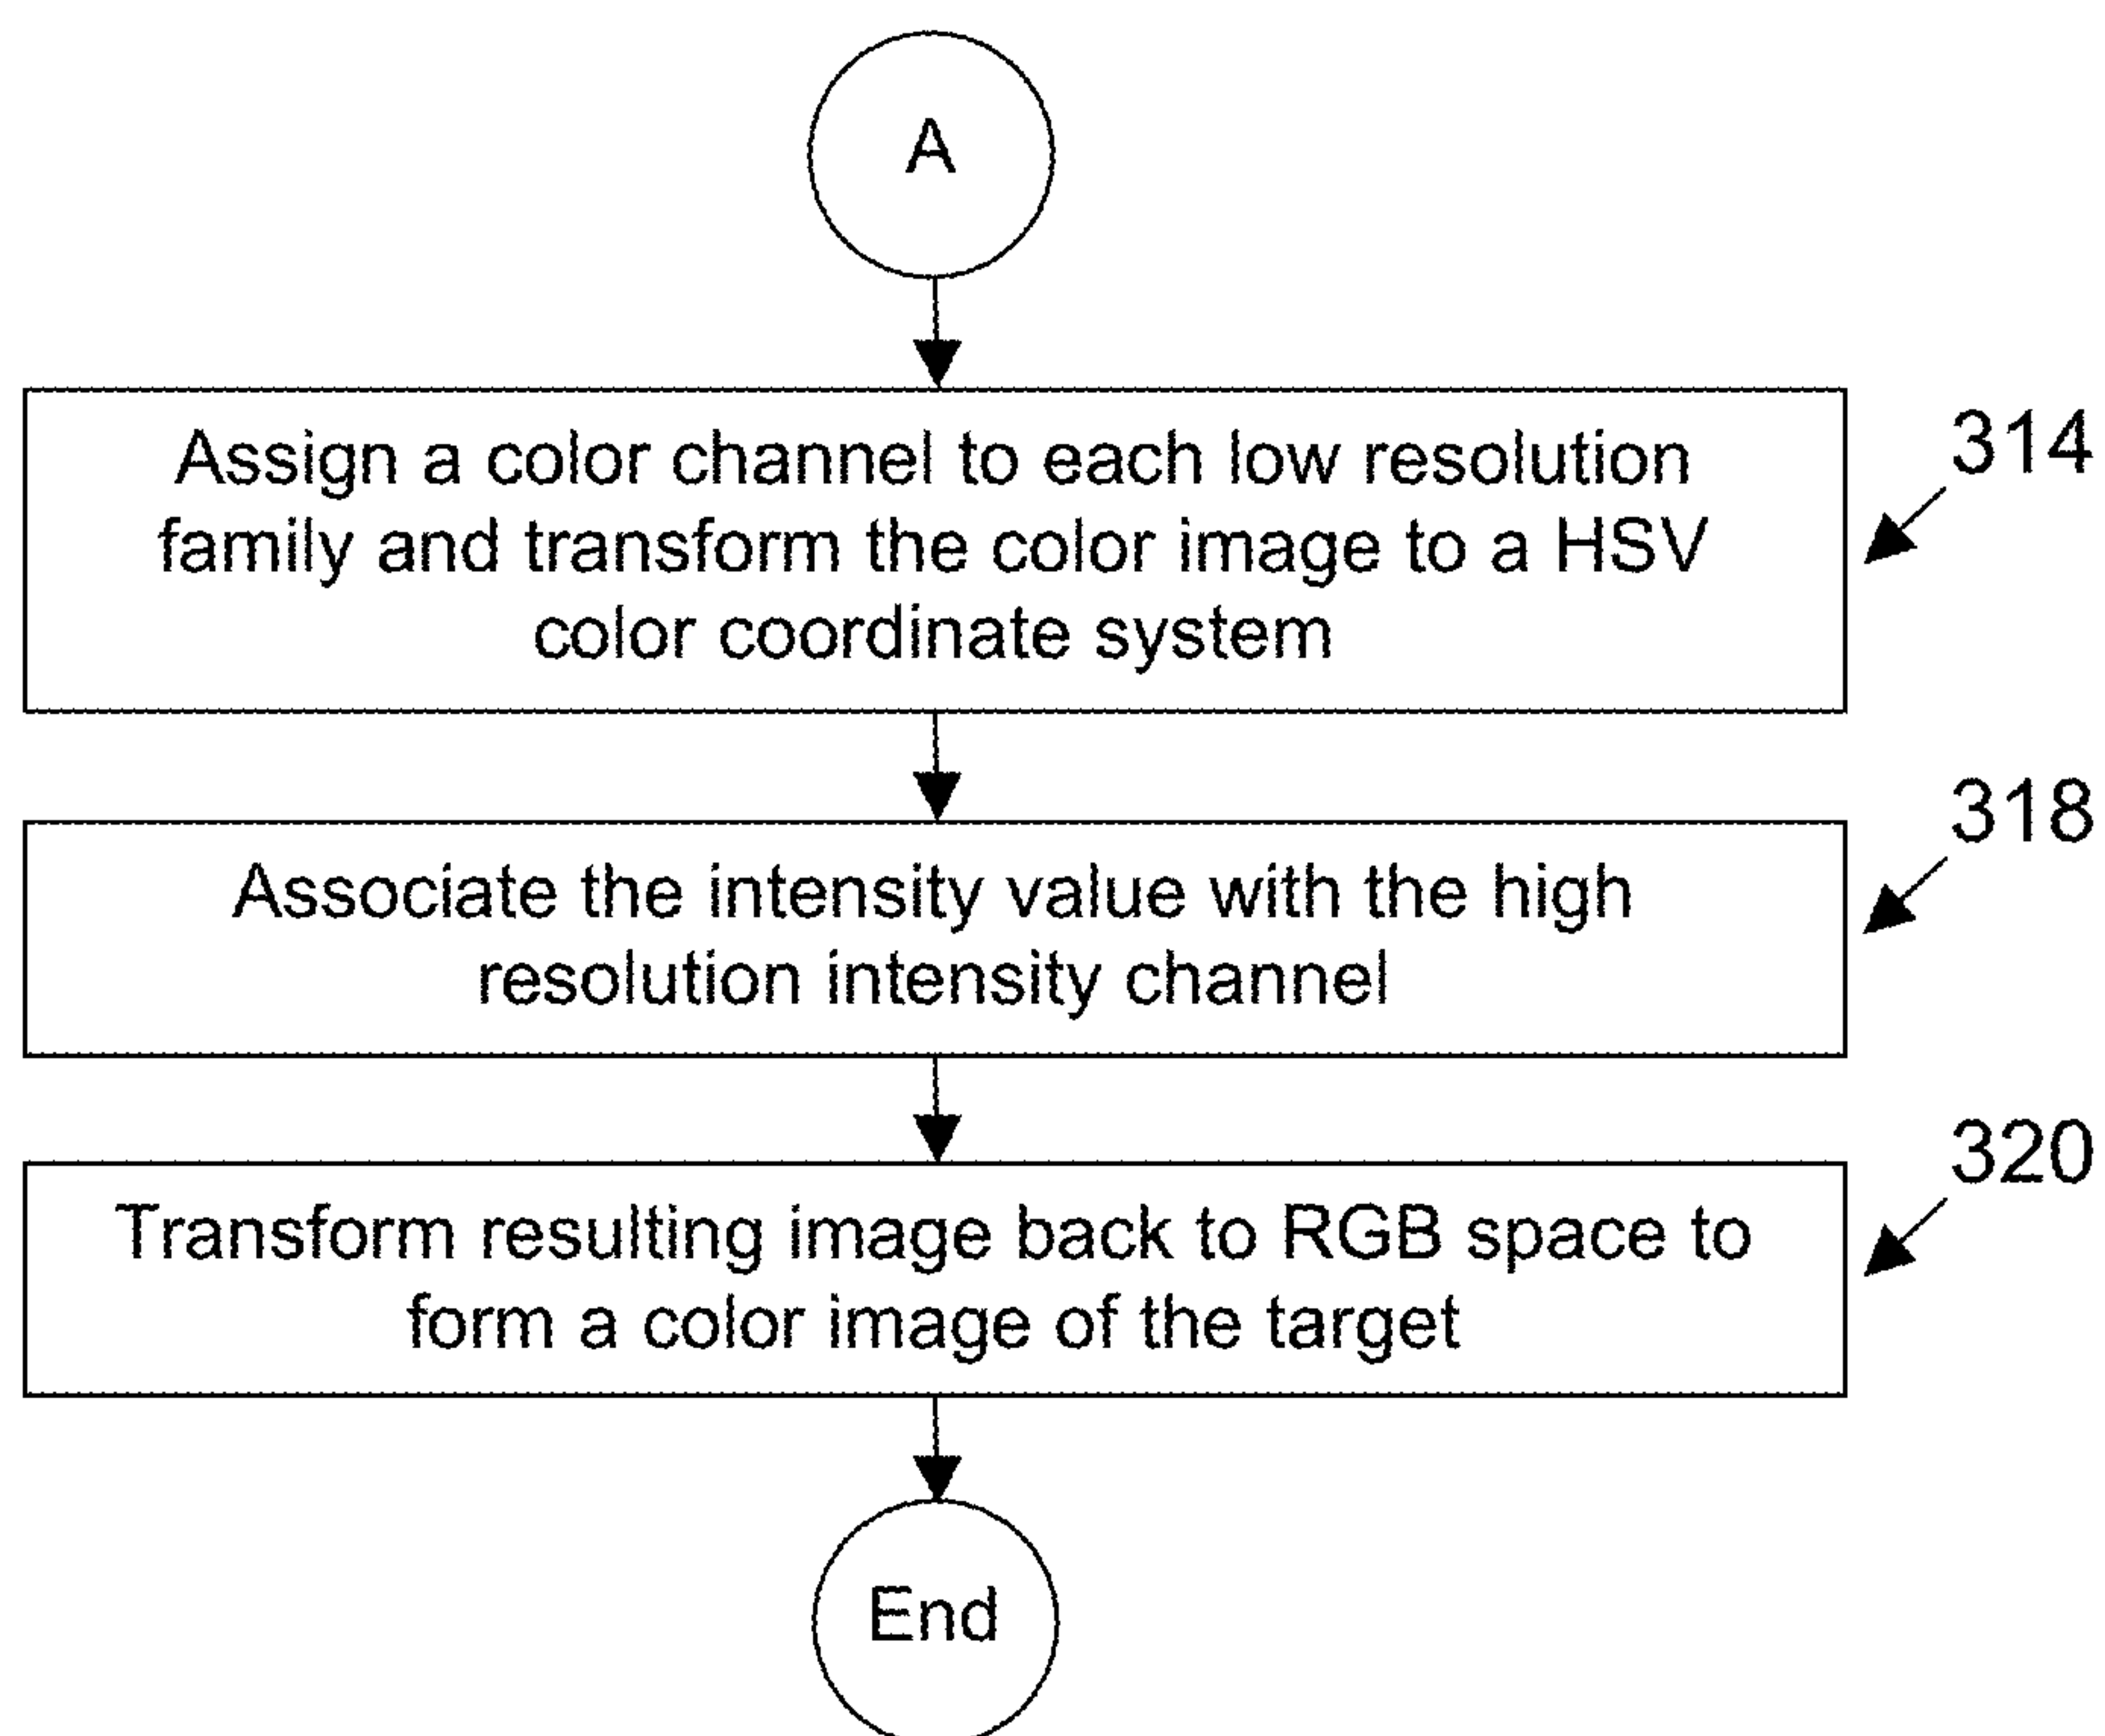 A
Assign a color channel to each low resolution
family and transform the color image to a HSV
color coordinate system
314
Associate the intensity value with the high
resolution intensity channel
318
Transform resulting image back to RGB space to
form a color image of the target
320
End